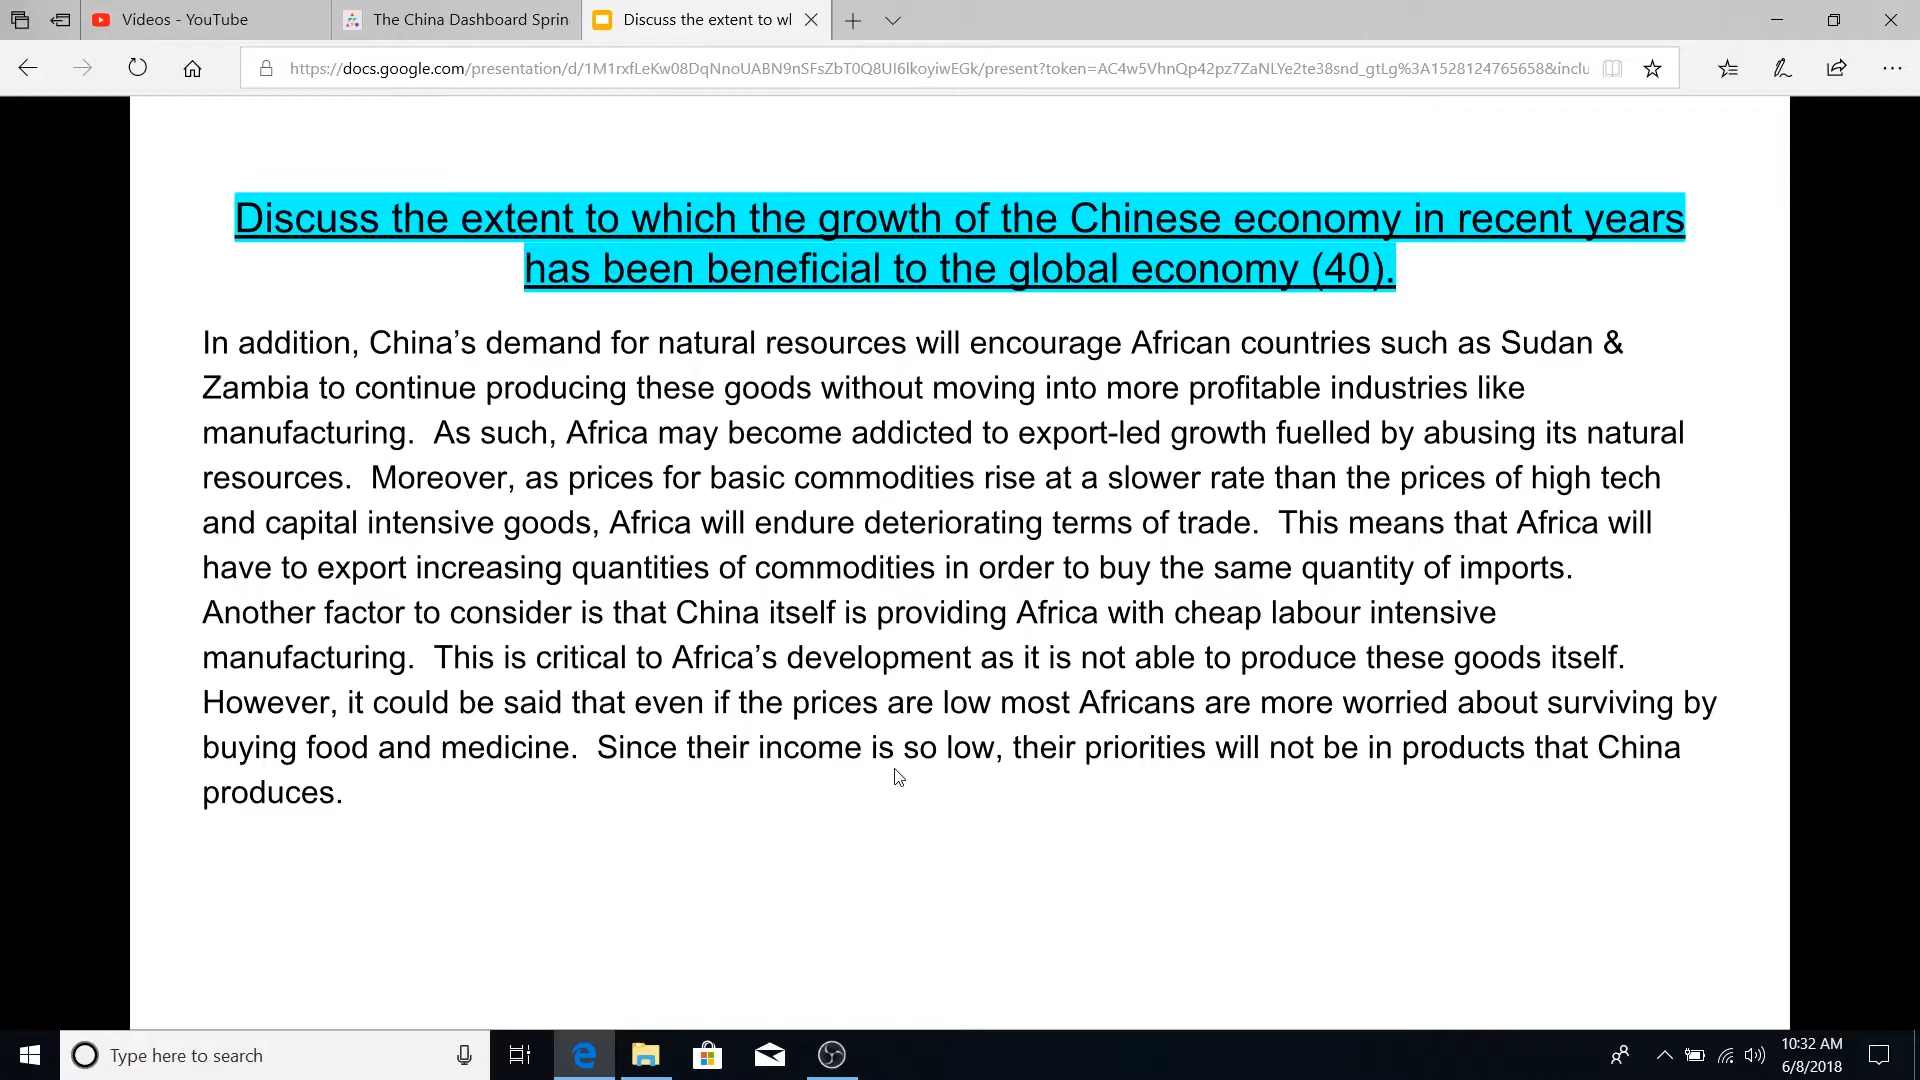 Videos - YouTube
The China Dashboard Sprin
Discuss the extent to wl
https://docs.google.com/presentation/d/1M1rxfLeKw08DqNnoUABN9nSFsZbT0Q8UI6lkoyiwEGk/present?token=AC4w5VhnQp42pz7ZaNLYe2te38snd_gtLg%3A1528124765658&inclu
Discuss the extent to which the growth of the Chinese economy in recent years
has been beneficial to the global economy (40).
In addition, China’s demand for natural resources will encourage African countries such as Sudan &
Zambia to continue producing these goods without moving into more profitable industries like
manufacturing.  As such, Africa may become addicted to export-led growth fuelled by abusing its natural
resources.  Moreover, as prices for basic commodities rise at a slower rate than the prices of high tech
and capital intensive goods, Africa will endure deteriorating terms of trade.  This means that Africa will
have to export increasing quantities of commodities in order to buy the same quantity of imports.
Another factor to consider is that China itself is providing Africa with cheap labour intensive
manufacturing.  This is critical to Africa’s development as it is not able to produce these goods itself.
However, it could be said that even if the prices are low most Africans are more worried about surviving by
buying food and medicine.  Since their income is so low, their priorities will not be in products that China
produces.
Type here to search
10:32 AM
6/8/2018